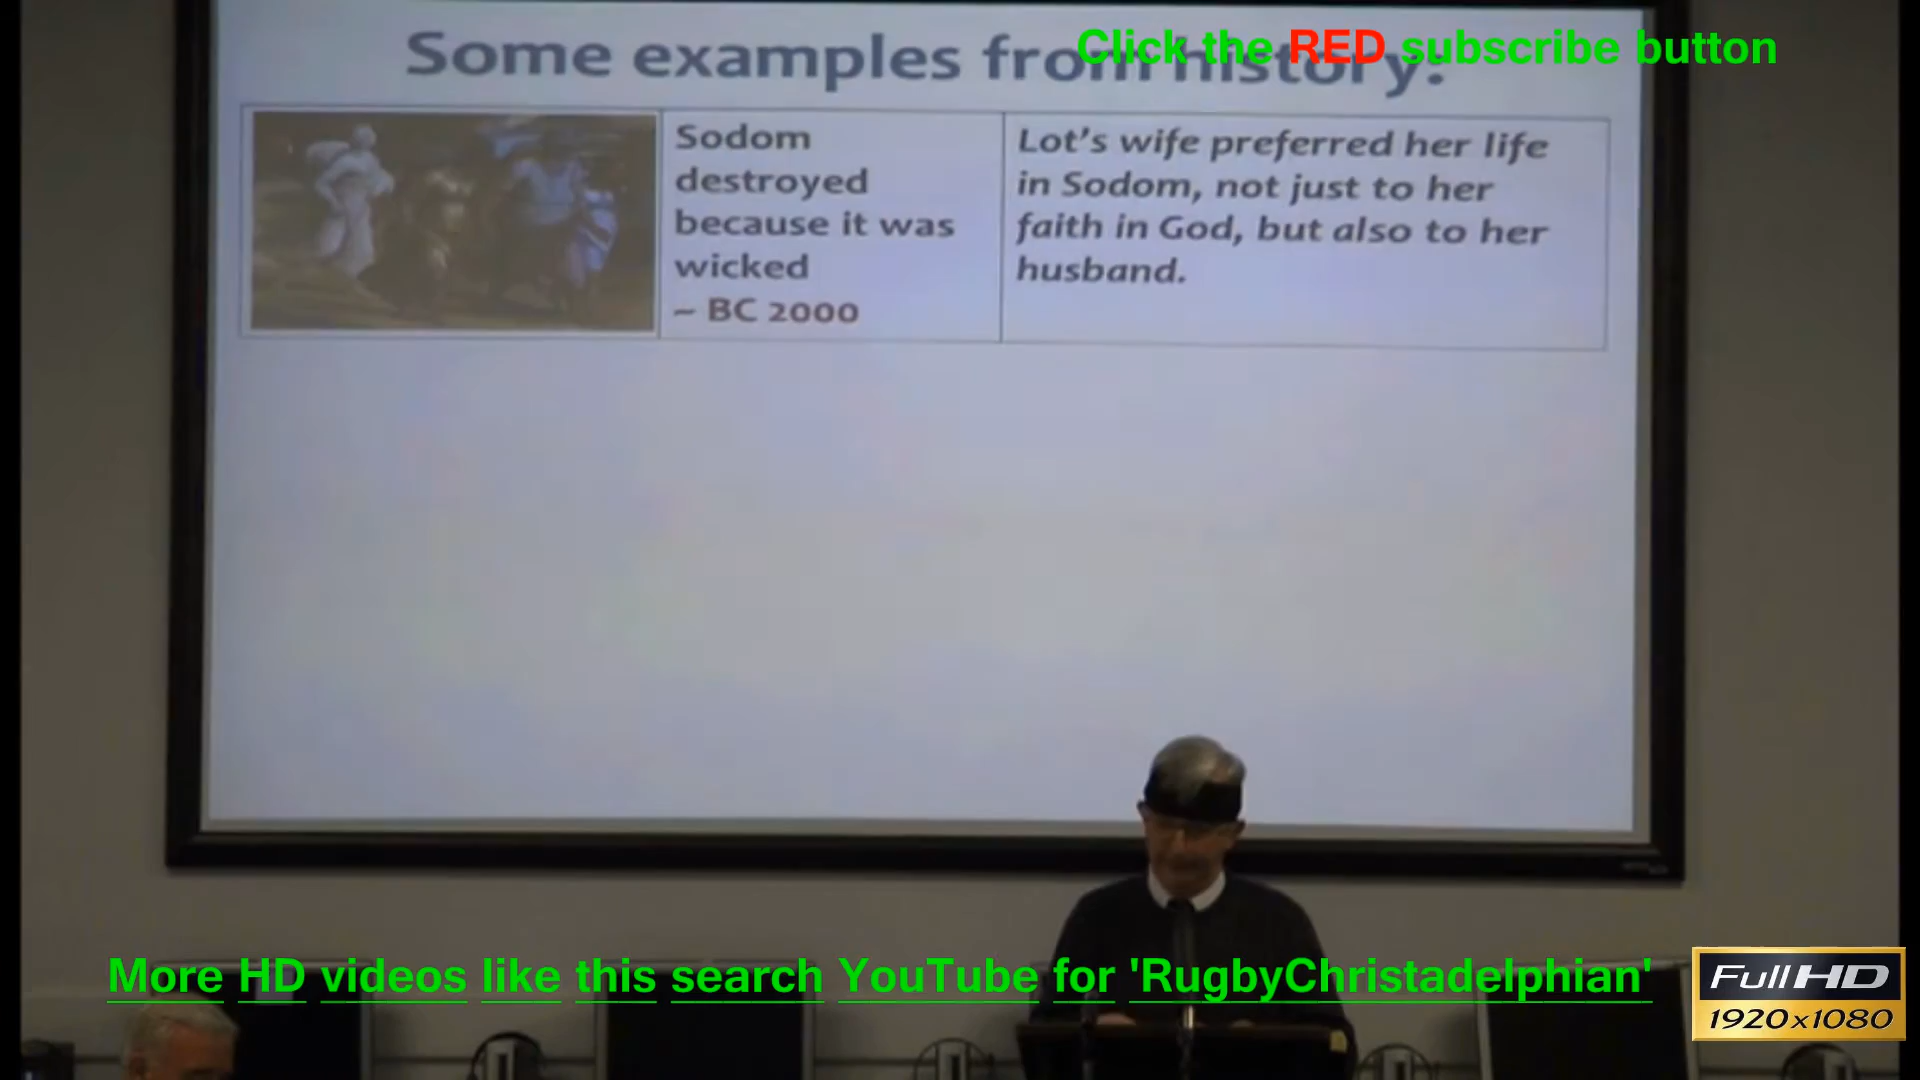 Click the RED subscribe button
Some examples from history:
Sodom
destroyed
because it was
wicked
~ BC 2000
Lot's wife preferred her life
in Sodom, not just to her
faith in God, but also to her
husband.
More HD videos like this search YouTube for 'RugbyChristadelphian'
Full HD
1920x1080